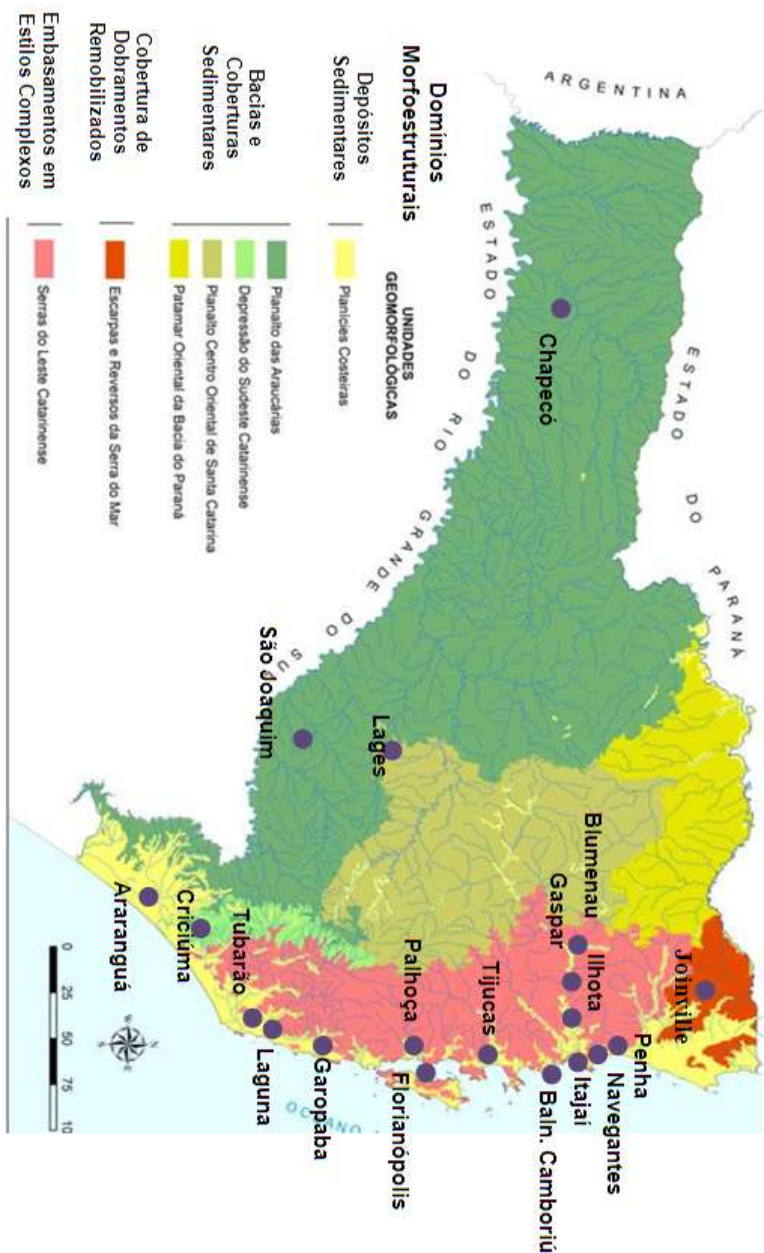 ARGENTINA
ESTADO DO PARANÁ
ESTADO DO RIO GRANDE DO SUL
Chapecó
São Joaquim
Lages
Blumenau
Gaspar
Ilhota
Joinville
Penha
Navegantes
Itajaí
Baln. Camboriú
Tijucas
Palhoça
Florianópolis
Garopaba
Laguna
Tubarão
Criciúma
Araranguá
OCEANO
0
25
50
75
10
Domínios
Morfoestruturais
UNIDADES
GEOMORFOLÓGICAS
Depósitos
Sedimentares
Planícies Costeiras
Bacias e
Coberturas
Sedimentares
Planalto das Araucárias
Depressão do Sudeste Catarinense
Planalto Centro Oriental de Santa Catarina
Patamar Oriental da Bacia do Paraná
Cobertura de
Dobramentos
Remobilizados
Escarpas e Reversos da Serra do Mar
Embasamentos em
Estilos Complexos
Serras do Leste Catarinense